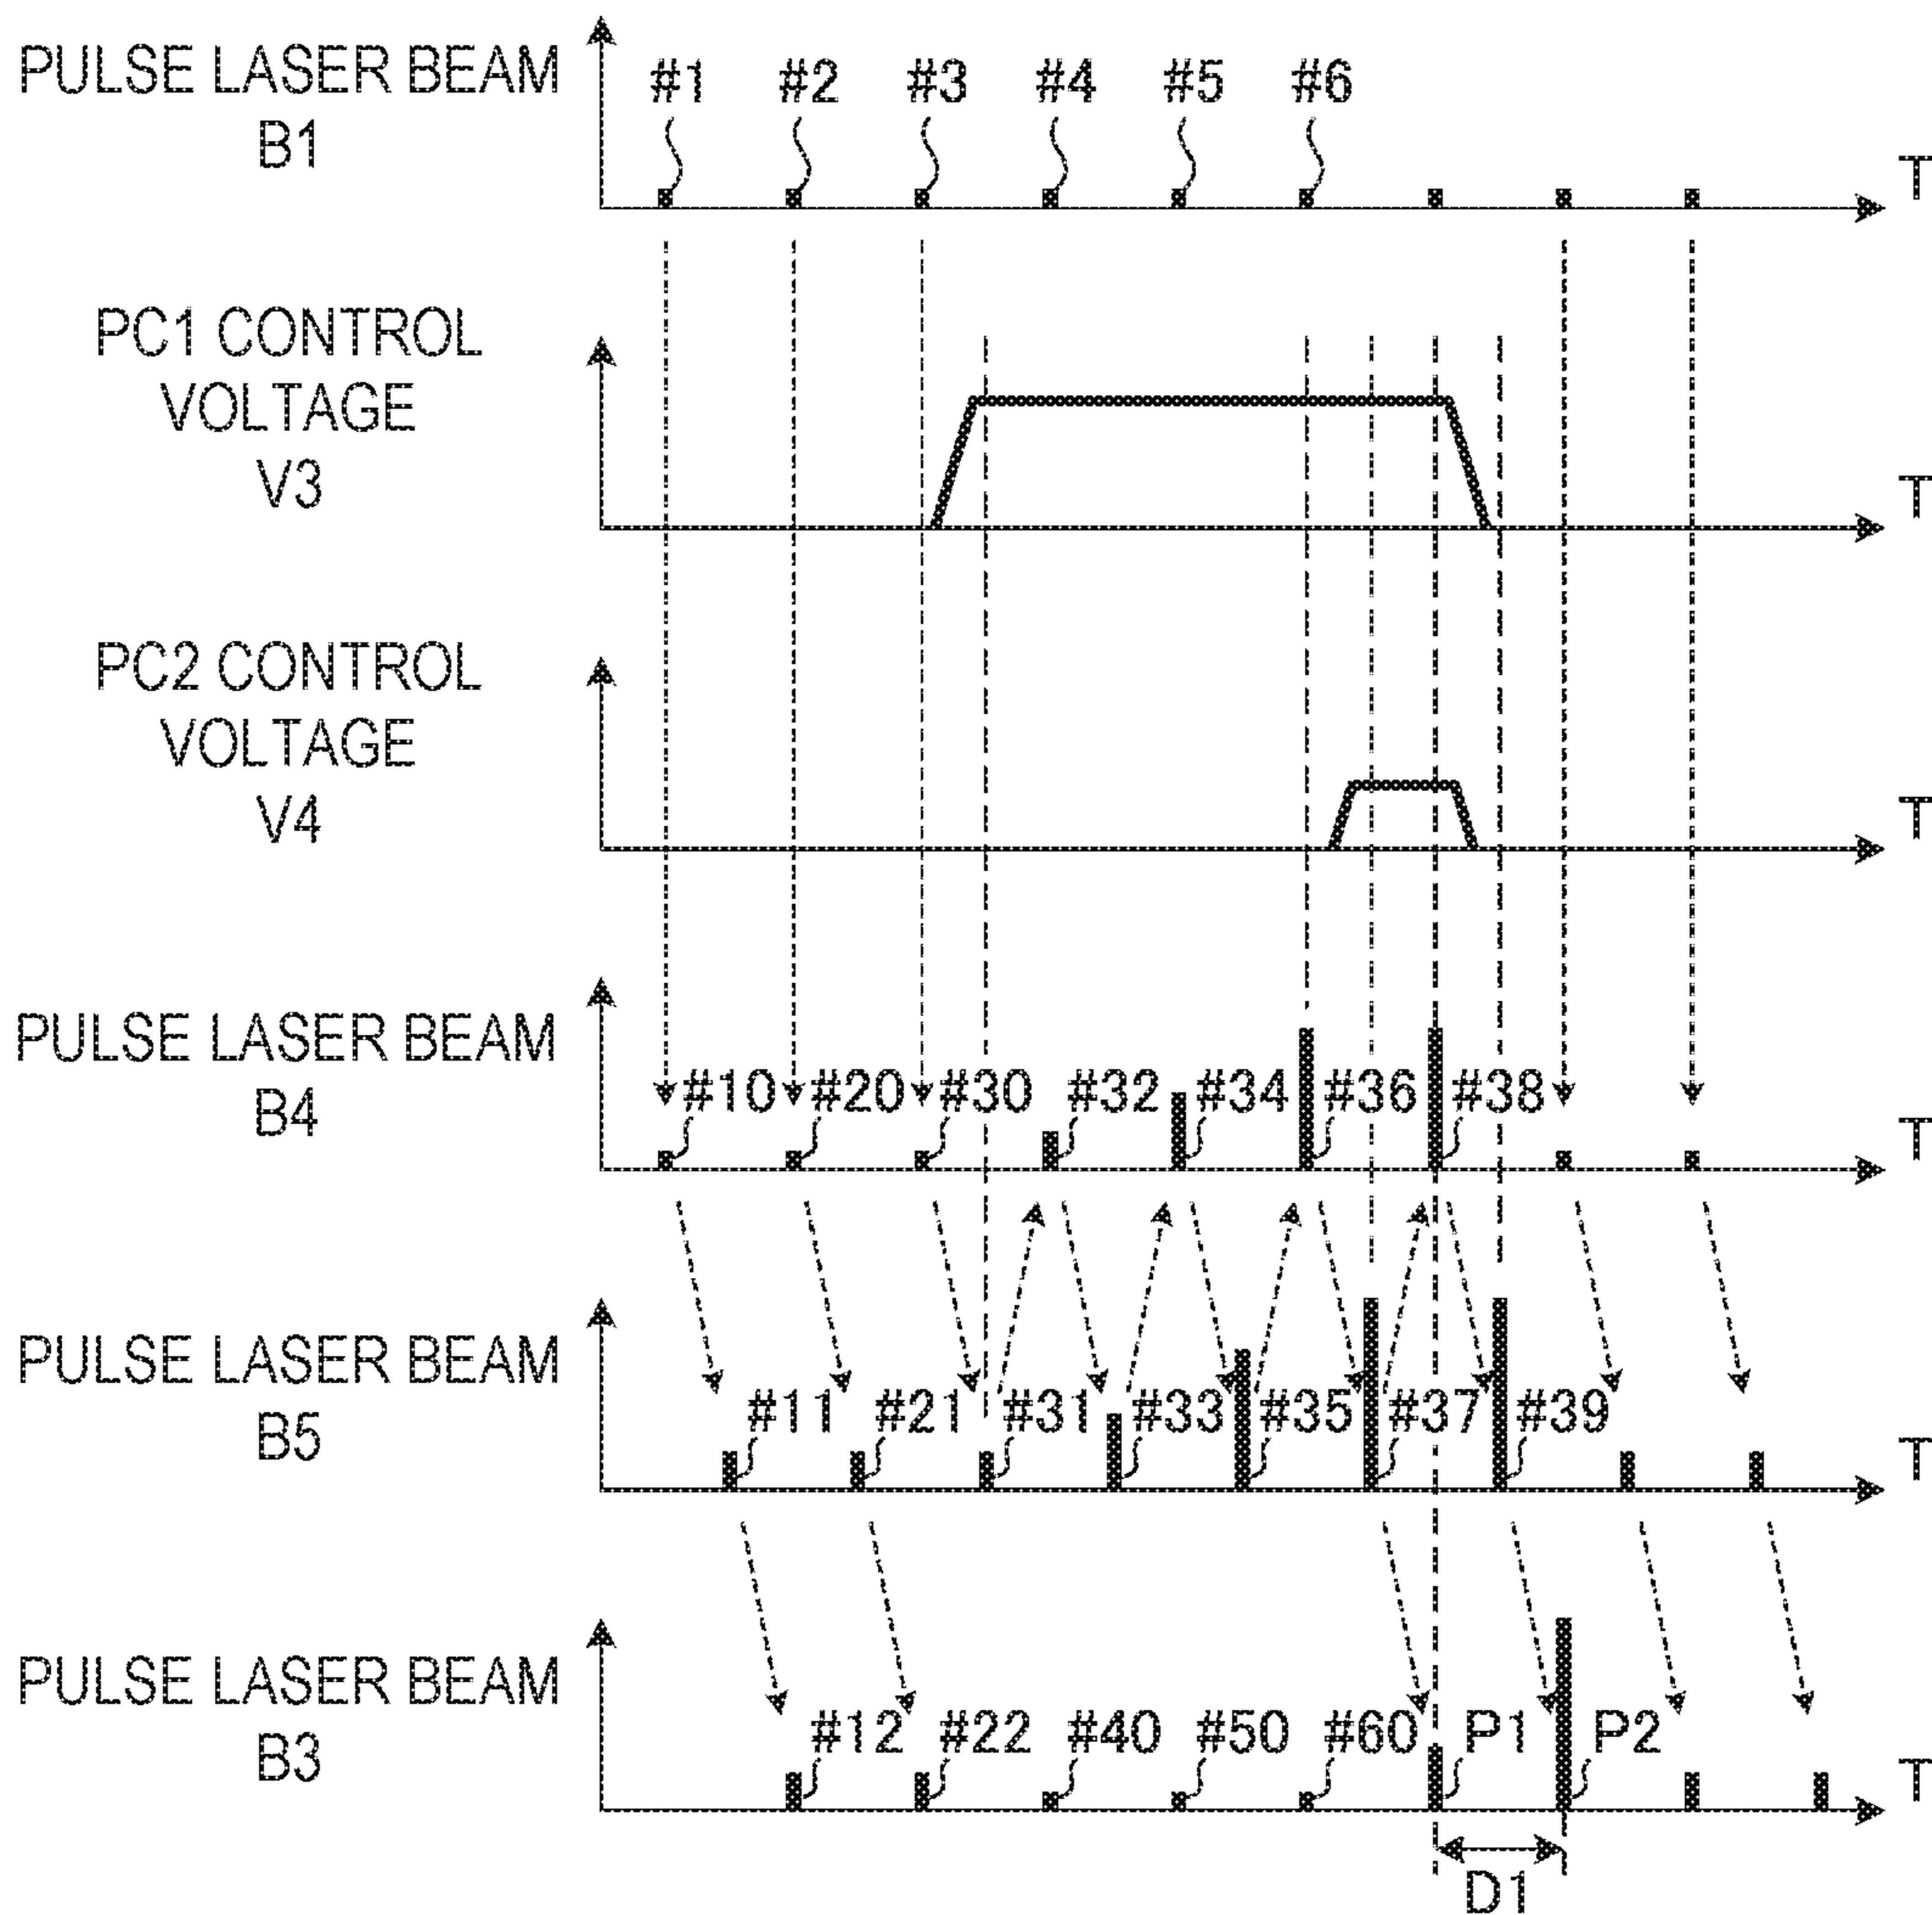 PULSE LASER BEAM
B1
#1 #2 #3 #4 #5 #6
T
PC1 CONTROL
VOLTAGE
V3
T
PC2 CONTROL
VOLTAGE
V4
T
PULSE LASER BEAM
B4
#10 #20 #30 #32 #34 #36 #38
T
PULSE LASER BEAM
B5
#11 #21 #31 #33 #35 #37 #39
T
PULSE LASER BEAM
B3
#12 #22 #40 #50 #60 P1 P2
T
D1